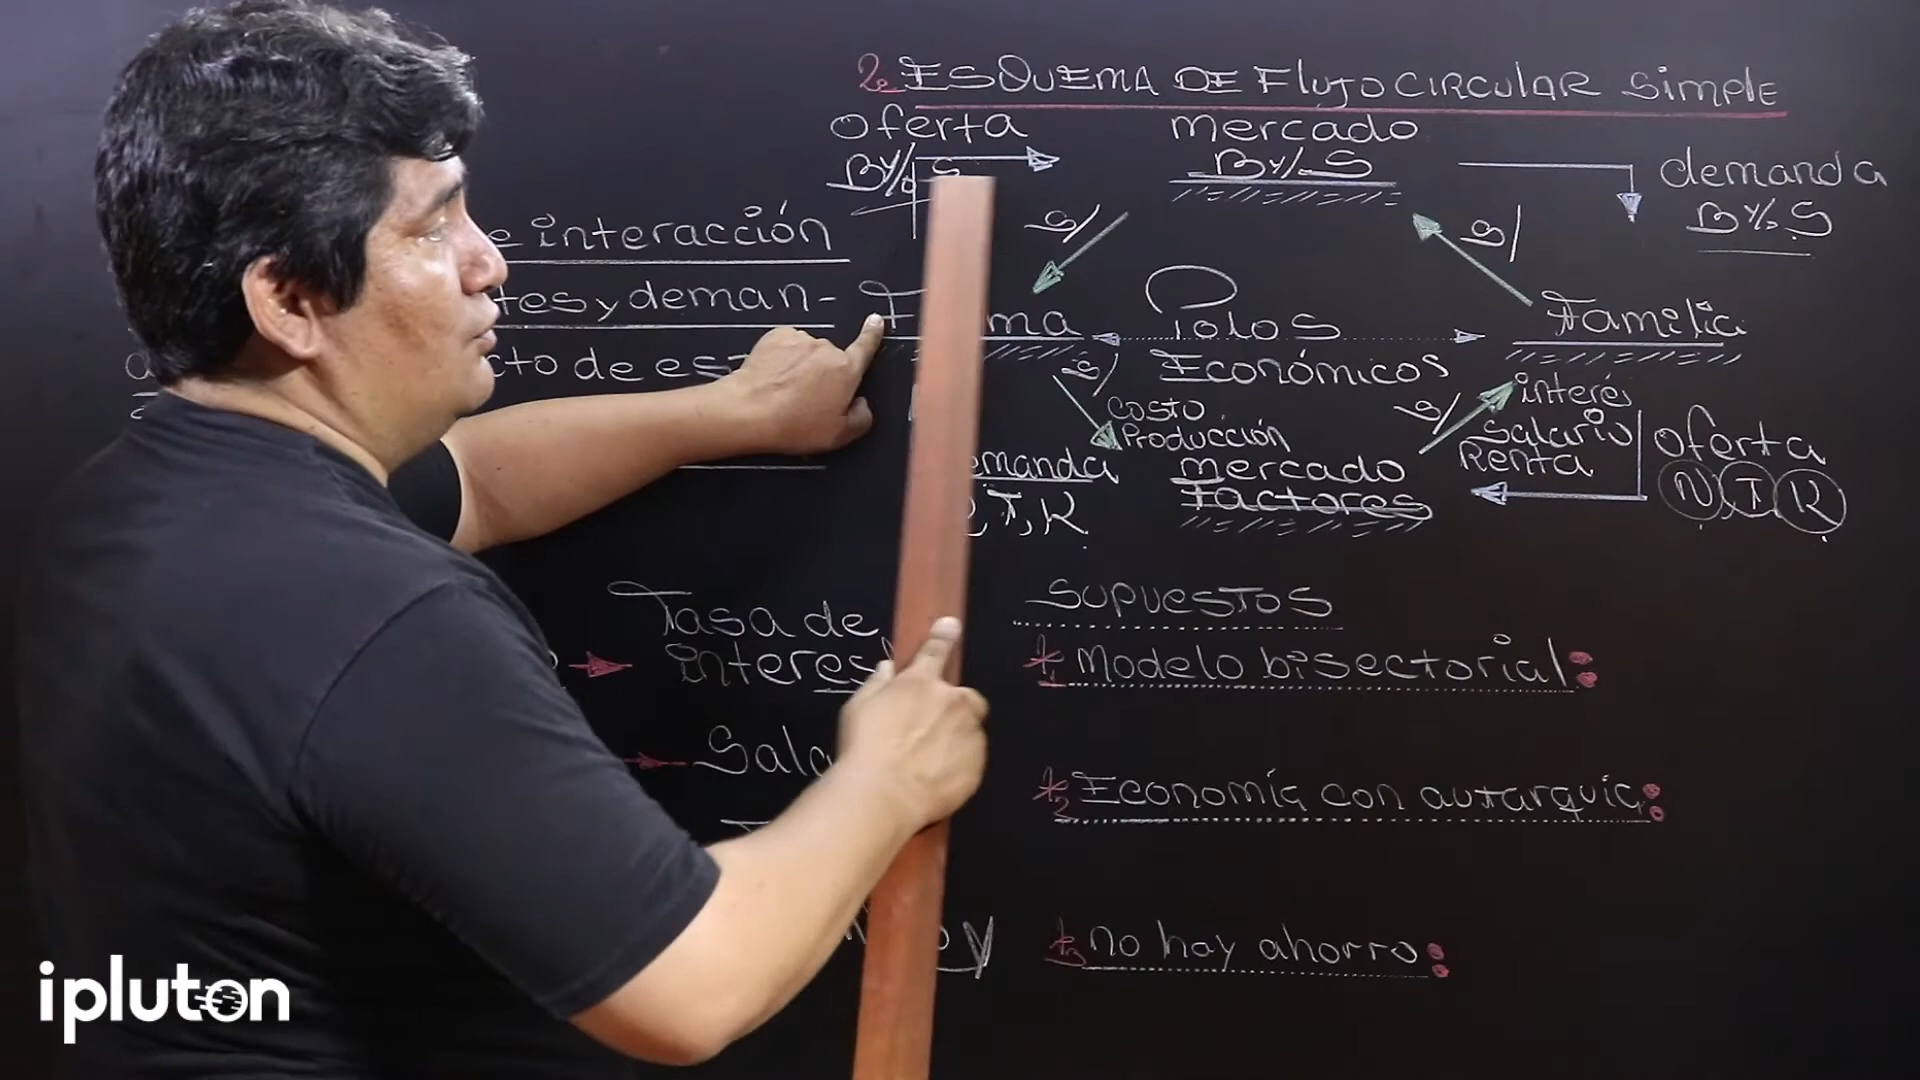 2. ESQUEMA DE FlUJO CIRCULAR SimplE
oferta
mercado
B y/o S
B y/o S
demanda
B y/o S
S/
S/
e interacción
tes y deman-
Polos
Familia
ma
cto de es
Económicos
S/
S/
interés
costo
Producción
Salario
Renta
oferta
N T K
emanda
mercado
Factores
, T, K
Tasa de
interes
SUPUESTOS
*1 Modelo bisectorial:
Sala
*2 Economía con autarquía:
y
*3 no hay ahorro:
ipluton